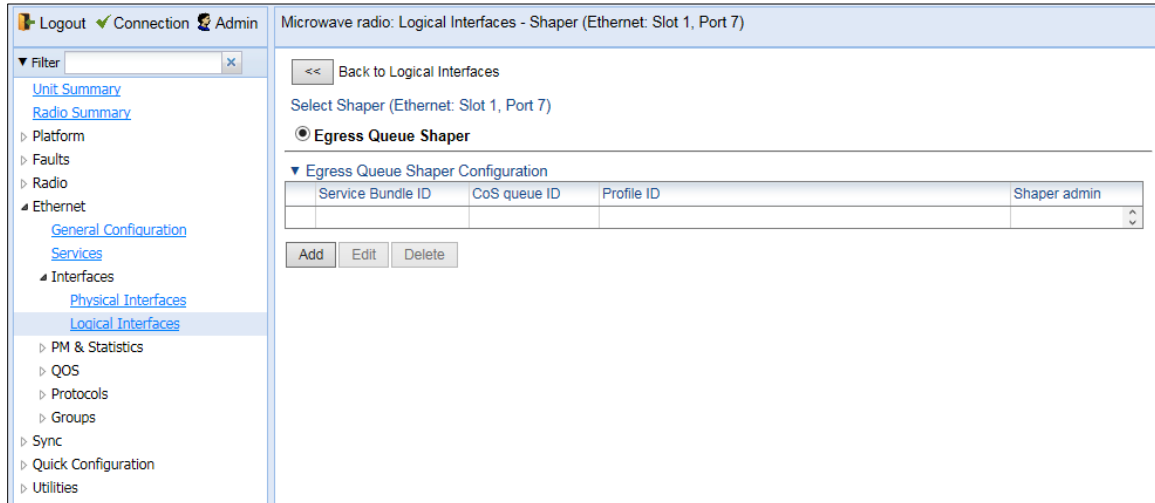 Logout Connection Admin
Microwave radio: Logical Interfaces - Shaper (Ethernet: Slot 1, Port 7)
Filter
Unit Summary
Radio Summary
Platform
Faults
Radio
Ethernet
General Configuration
Services
Interfaces
Physical Interfaces
Logical Interfaces
PM & Statistics
QOS
Protocols
Groups
Sync
Quick Configuration
Utilities
<< Back to Logical Interfaces
Select Shaper (Ethernet: Slot 1, Port 7)
Egress Queue Shaper
Egress Queue Shaper Configuration
Service Bundle ID CoS queue ID Profile ID Shaper admin
Add Edit Delete